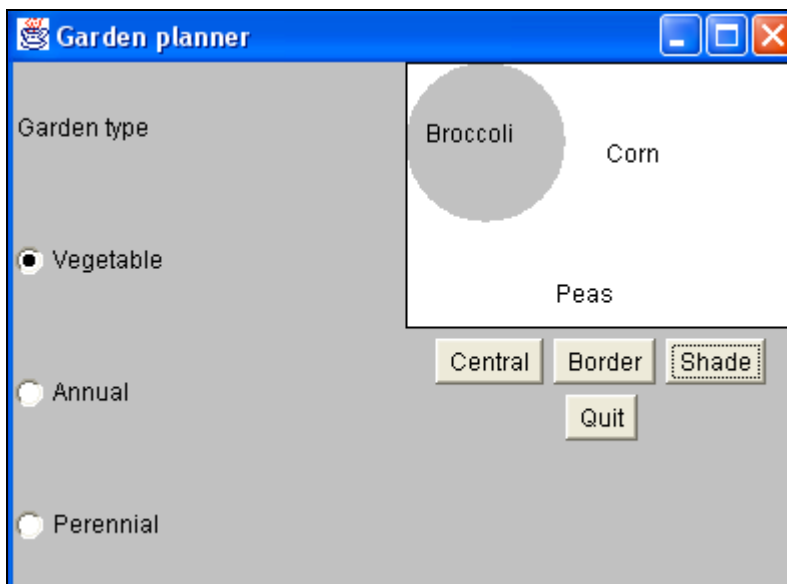 Garden planner
Garden type
Vegetable
Annual
Perennial
Broccoli
Corn
Peas
Central Border Shade
Quit